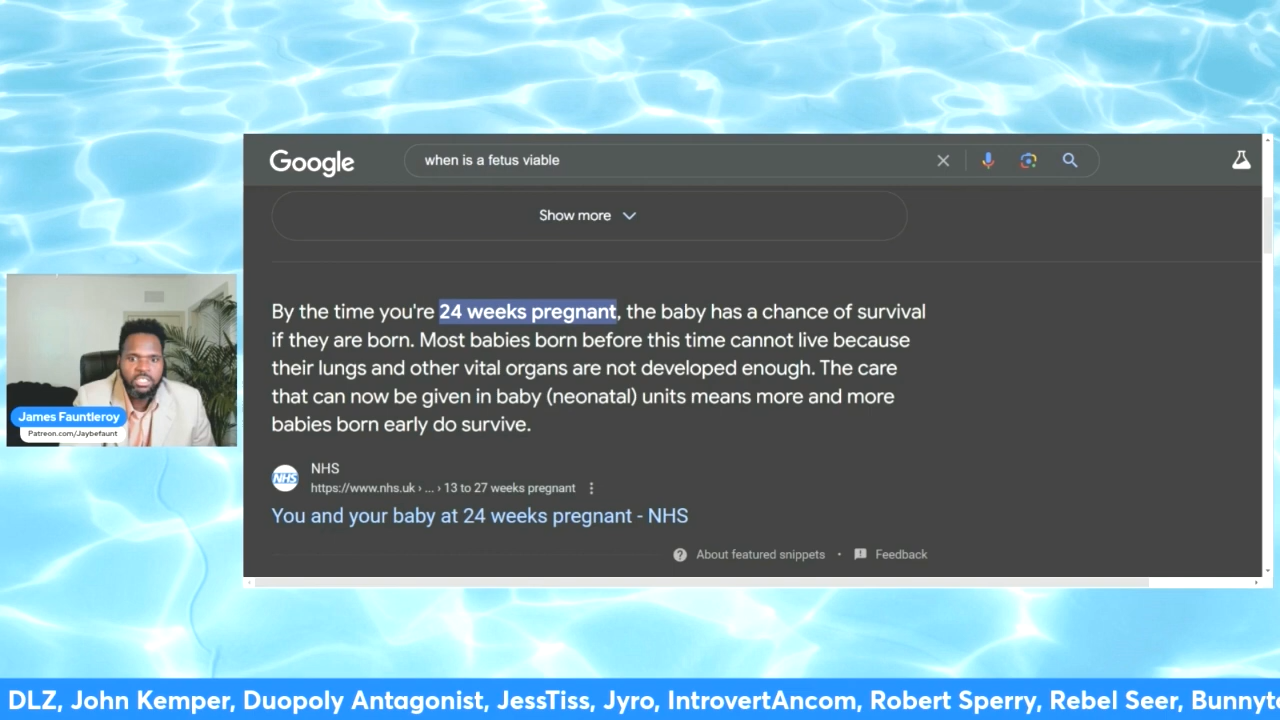 Google
when is a fetus viable
Show more
By the time you're 24 weeks pregnant, the baby has a chance of survival
if they are born. Most babies born before this time cannot live because
their lungs and other vital organs are not developed enough. The care
that can now be given in baby (neonatal) units means more and more
babies born early do survive.
NHS
NHS
https://www.nhs.uk › ... › 13 to 27 weeks pregnant
You and your baby at 24 weeks pregnant - NHS
About featured snippets • Feedback
James Fauntleroy
Patreon.com/Jaybefaunt
DLZ, John Kemper, Duopoly Antagonist, JessTiss, Jyro, IntrovertAncom, Robert Sperry, Rebel Seer,